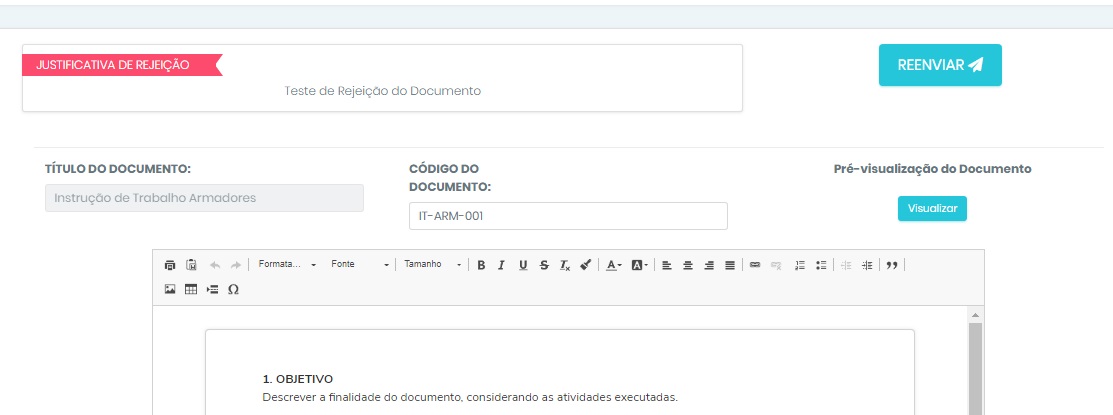 JUSTIFICATIVA DE REJEIÇÃO
REENVIAR
Teste de Rejeição do Documento
TÍTULO DO DOCUMENTO:
Instrução de Trabalho Armadores
CÓDIGO DO
DOCUMENTO:
IT-ARM-001
Pré-visualização do Documento
Visualizar
Formata... Fonte Tamanho B I U S Tx A A
Ω
1. OBJETIVO
Descrever a finalidade do documento, considerando as atividades executadas.